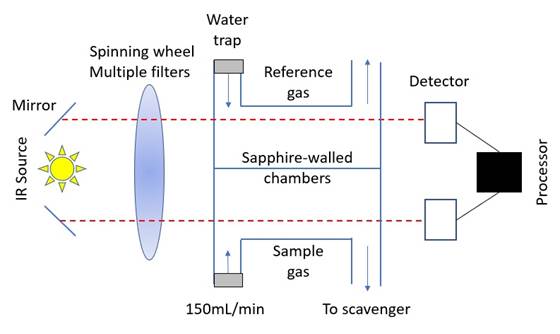 Water
trap
Spinning wheel
Multiple filters
Reference
gas
Detector
Mirror
IR Source
Sapphire-walled
chambers
Processor
Sample
gas
150mL/min
To scavenger